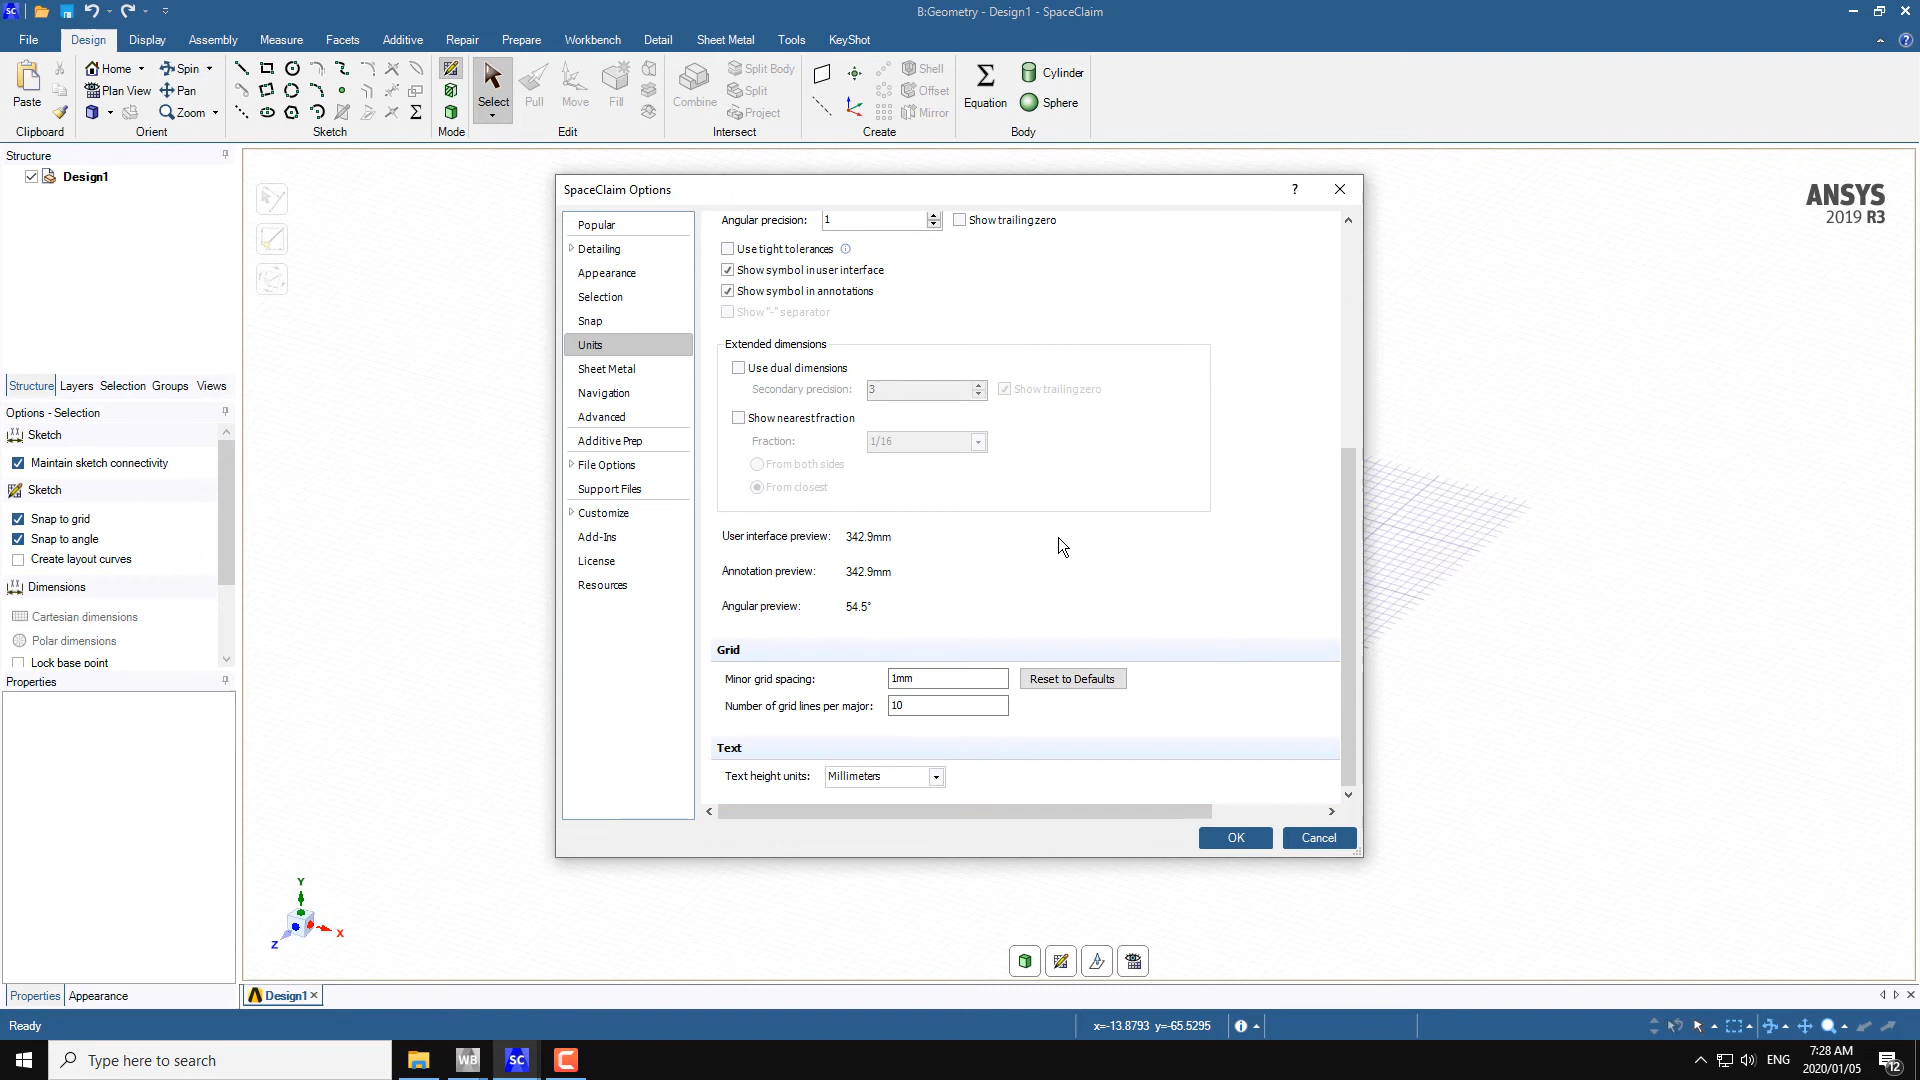 B:Geometry - Design1 - SpaceClaim
File Design Display Assembly Measure Facets Additive Repair Prepare Workbench Detail Sheet Metal Tools KeyShot
Paste
Clipboard
Home Spin
Plan View Pan
Zoom
Orient
Sketch
Mode
Select Pull Move Fill
Edit
Combine Split Body
Split
Project
Intersect
Shell
Offset
Mirror
Create
Equation Cylinder
Sphere
Body
Structure
Design1
Structure Layers Selection Groups Views
Options - Selection
Sketch
Maintain sketch connectivity
Sketch
Snap to grid
Snap to angle
Create layout curves
Dimensions
Cartesian dimensions
Polar dimensions
Lock base point
Properties
Properties Appearance
ANSYS
2019 R3
SpaceClaim Options
?
Popular
Detailing
Appearance
Selection
Snap
Units
Sheet Metal
Navigation
Advanced
Additive Prep
File Options
Support Files
Customize
Add-Ins
License
Resources
Angular precision: 1 Show trailing zero
Use tight tolerances
Show symbol in user interface
Show symbol in annotations
Show "-" separator
Extended dimensions
Use dual dimensions
Secondary precision: 3 Show trailing zero
Show nearest fraction
Fraction: 1/16
From both sides
From closest
User interface preview: 342.9mm
Annotation preview: 342.9mm
Angular preview: 54.5°
Grid
Minor grid spacing: 1mm Reset to Defaults
Number of grid lines per major: 10
Text
Text height units: Millimeters
OK Cancel
Y
X
Z
Design1
Ready
x=-13.8793 y=-65.5295
Type here to search
WB
SC
ENG
7:28 AM
2020/01/05
12